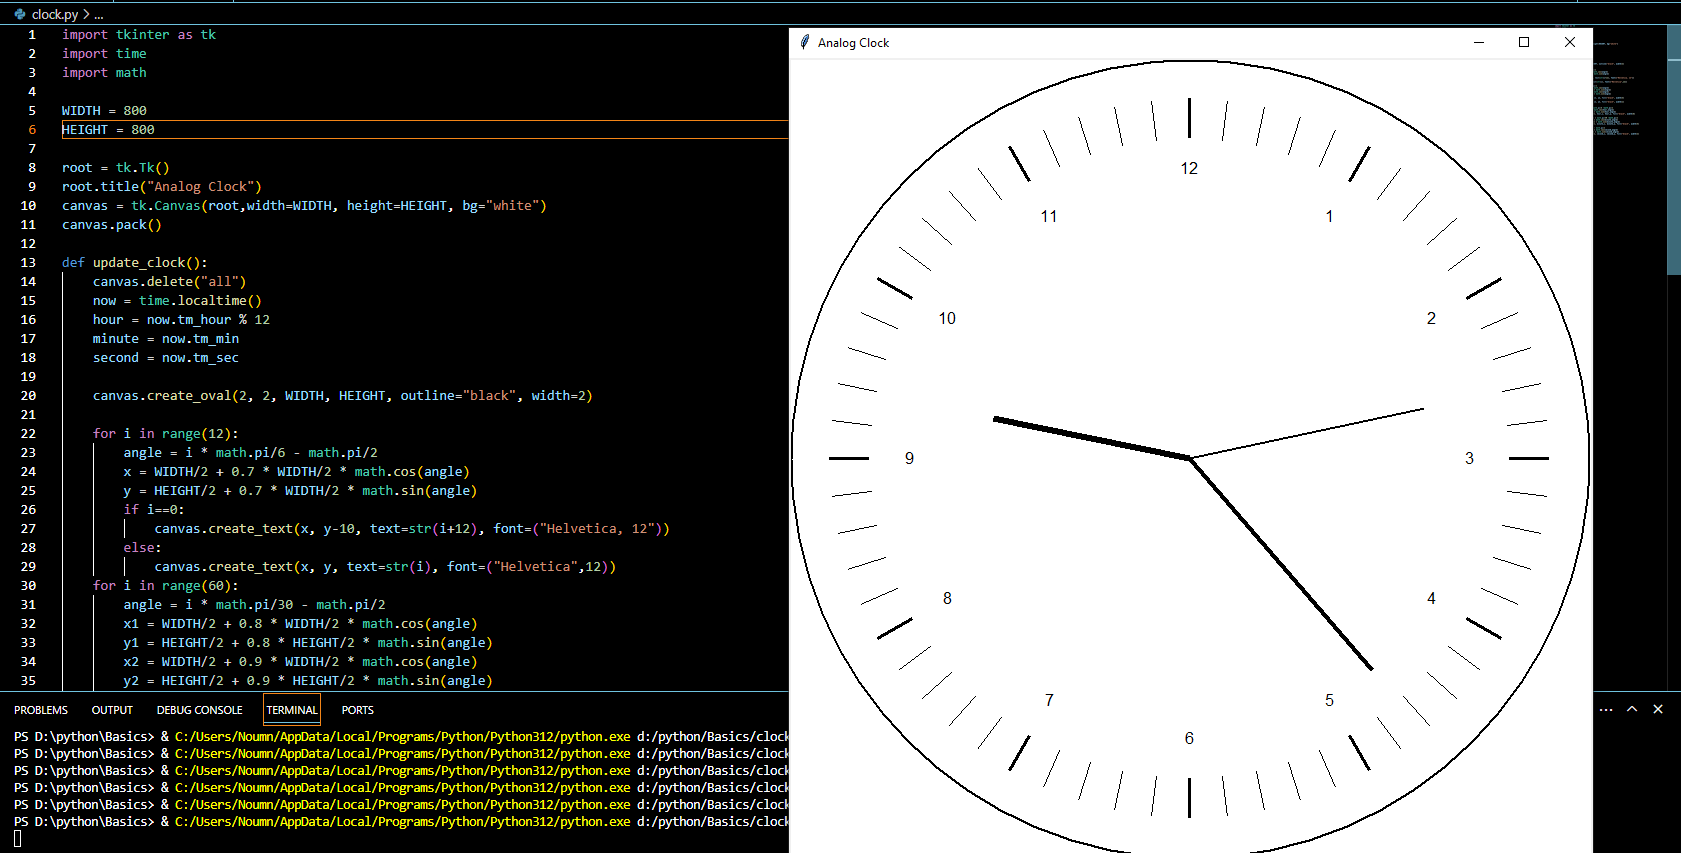 clock.py > ...
1 import tkinter as tk
2 import time
3 import math
4
5 WIDTH = 800
6 HEIGHT = 800
7
8 root = tk.Tk()
9 root.title("Analog Clock")
10 canvas = tk.Canvas(root,width=WIDTH, height=HEIGHT, bg="white")
11 canvas.pack()
12
13 def update_clock():
14     canvas.delete("all")
15     now = time.localtime()
16     hour = now.tm_hour % 12
17     minute = now.tm_min
18     second = now.tm_sec
19
20     canvas.create_oval(2, 2, WIDTH, HEIGHT, outline="black", width=2)
21
22     for i in range(12):
23         angle = i * math.pi/6 - math.pi/2
24         x = WIDTH/2 + 0.7 * WIDTH/2 * math.cos(angle)
25         y = HEIGHT/2 + 0.7 * WIDTH/2 * math.sin(angle)
26         if i==0:
27             canvas.create_text(x, y-10, text=str(i+12), font=("Helvetica, 12"))
28         else:
29             canvas.create_text(x, y, text=str(i), font=("Helvetica",12))
30     for i in range(60):
31         angle = i * math.pi/30 - math.pi/2
32         x1 = WIDTH/2 + 0.8 * WIDTH/2 * math.cos(angle)
33         y1 = HEIGHT/2 + 0.8 * HEIGHT/2 * math.sin(angle)
34         x2 = WIDTH/2 + 0.9 * WIDTH/2 * math.cos(angle)
35         y2 = HEIGHT/2 + 0.9 * HEIGHT/2 * math.sin(angle)
PROBLEMS OUTPUT DEBUG CONSOLE TERMINAL PORTS
PS D:\python\Basics> & C:/Users/Noumn/AppData/Local/Programs/Python/Python312/python.exe d:/python/Basics/clock
PS D:\python\Basics> & C:/Users/Noumn/AppData/Local/Programs/Python/Python312/python.exe d:/python/Basics/clock
PS D:\python\Basics> & C:/Users/Noumn/AppData/Local/Programs/Python/Python312/python.exe d:/python/Basics/clock
PS D:\python\Basics> & C:/Users/Noumn/AppData/Local/Programs/Python/Python312/python.exe d:/python/Basics/clock
PS D:\python\Basics> & C:/Users/Noumn/AppData/Local/Programs/Python/Python312/python.exe d:/python/Basics/clock
PS D:\python\Basics> & C:/Users/Noumn/AppData/Local/Programs/Python/Python312/python.exe d:/python/Basics/clock
Analog Clock
12
1
2
3
4
5
6
7
8
9
10
11